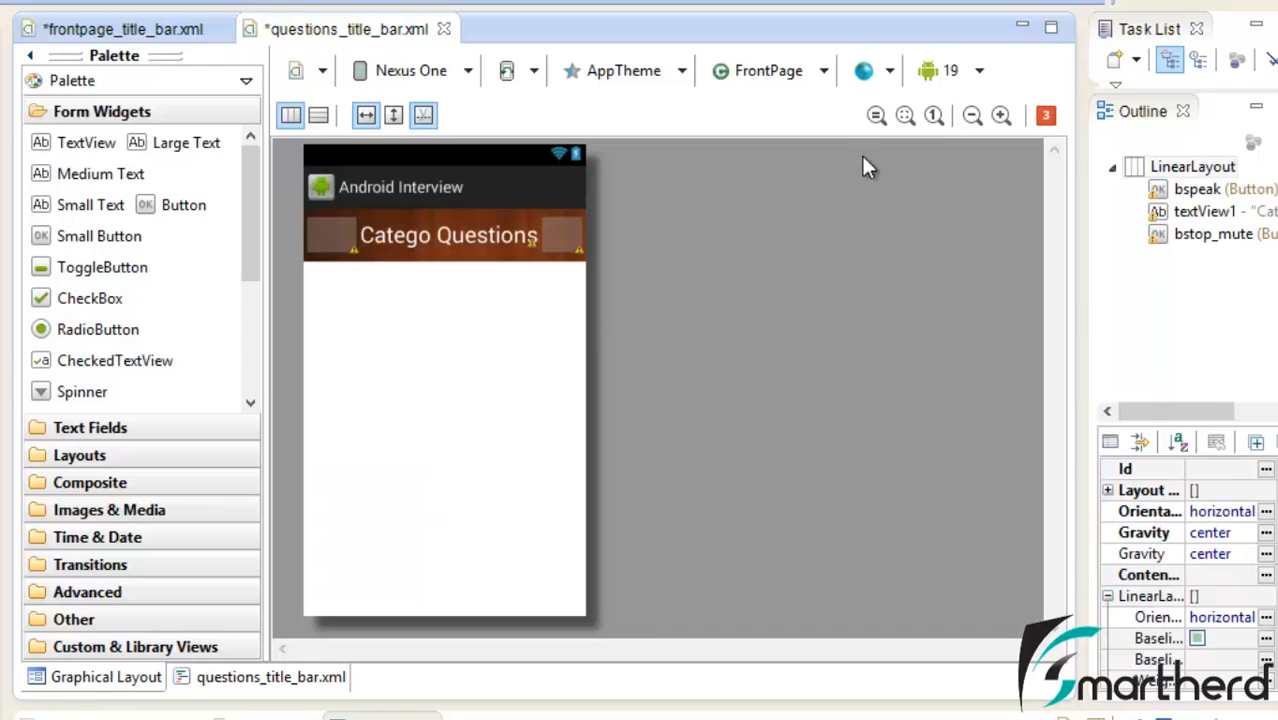 *frontpage_title_bar.xml
*questions_title_bar.xml
Task List
Palette
Palette
Nexus One
AppTheme
FrontPage
19
Form Widgets
3
Outline
TextView
Large Text
Medium Text
Small Text
Button
Small Button
ToggleButton
CheckBox
RadioButton
CheckedTextView
Spinner
Text Fields
Layouts
Composite
Images & Media
Time & Date
Transitions
Advanced
Other
Custom & Library Views
Graphical Layout
questions_title_bar.xml
Android Interview
Catego Questions
LinearLayout
bspeak (Button)
textView1 - "Cat
bstop_mute (Butto
Id
Layout ... []
Orienta... horizontal
Gravity center
Gravity center
Conten...
LinearLa... []
Orien... horizontal
Baseli...
Baseli...
smartherd